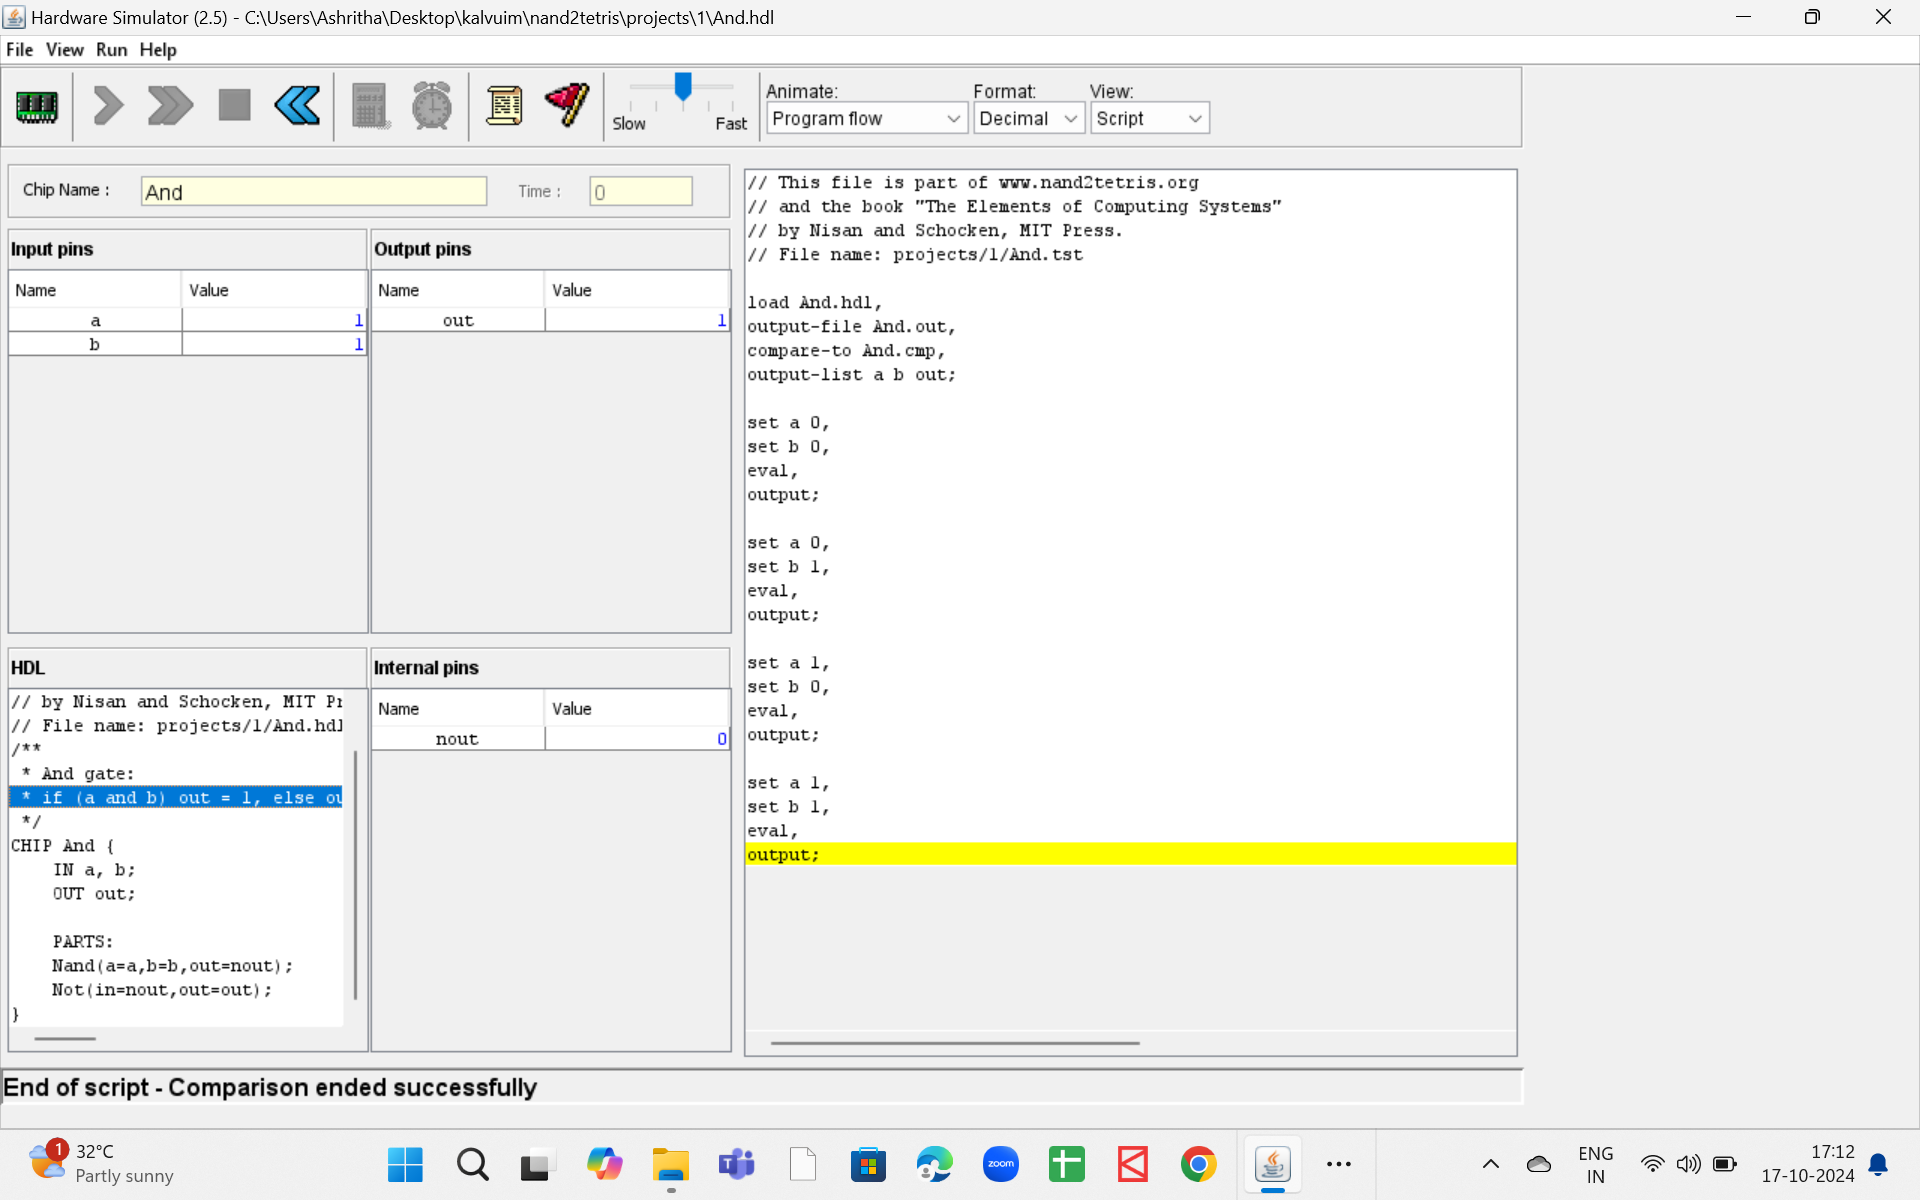 Hardware Simulator (2.5) - C:\Users\Ashritha\Desktop\kalvuim\nand2tetris\projects\1\And.hdl
File View Run Help
Slow Fast
Animate: Format: View:
Program flow Decimal Script
Chip Name : And Time : 0
Input pins
Name Value
a 1
b 1
Output pins
Name Value
out 1
HDL
// by Nisan and Schocken, MIT Pr
// File name: projects/1/And.hdl
/**
* And gate:
* if (a and b) out = 1, else ou
*/
CHIP And {
IN a, b;
OUT out;
PARTS:
Nand(a=a,b=b,out=nout);
Not(in=nout,out=out);
}
Internal pins
Name Value
nout 0
// This file is part of www.nand2tetris.org
// and the book "The Elements of Computing Systems"
// by Nisan and Schocken, MIT Press.
// File name: projects/1/And.tst
load And.hdl,
output-file And.out,
compare-to And.cmp,
output-list a b out;
set a 0,
set b 0,
eval,
output;
set a 0,
set b 1,
eval,
output;
set a 1,
set b 0,
eval,
output;
set a 1,
set b 1,
eval,
output;
End of script - Comparison ended successfully
1
32°C
Partly sunny
zoom
ENG
IN
17:12
17-10-2024